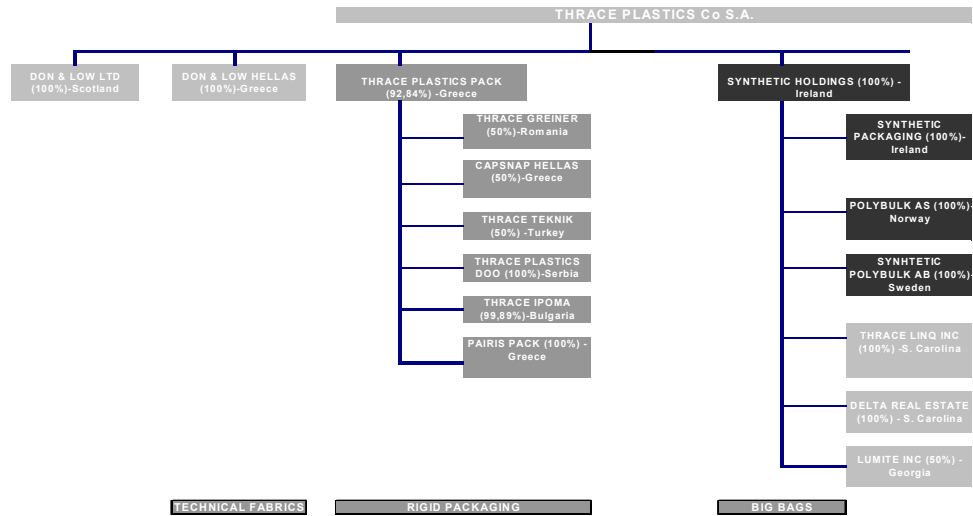 THRACE PLASTICS Co S.A.
DON & LOW LTD
(100%)-Scotland
DON & LOW HELLAS
(100%)-Greece
THRACE PLASTICS PACK
(92,84%) -Greece
SYNTHETIC HOLDINGS (100%) -
Ireland
THRACE GREINER
(50%)-Romania
CAPSNAP HELLAS
(50%)-Greece
THRACE TEKNIK
(50%) -Turkey
THRACE PLASTICS
DOO (100%)-Serbia
THRACE IPOMA
(99,89%)-Bulgaria
PAIRIS PACK (100%) -
Greece
SYNTHETIC
PACKAGING (100%)-
Ireland
POLYBULK AS (100%)-
Norway
SYNHTETIC
POLYBULK AB (100%)-
Sweden
THRACE LINQ INC
(100%) -S. Carolina
DELTA REAL ESTATE
(100%) - S. Carolina
LUMITE INC (50%) -
Georgia
TECHNICAL FABRICS
RIGID PACKAGING
BIG BAGS